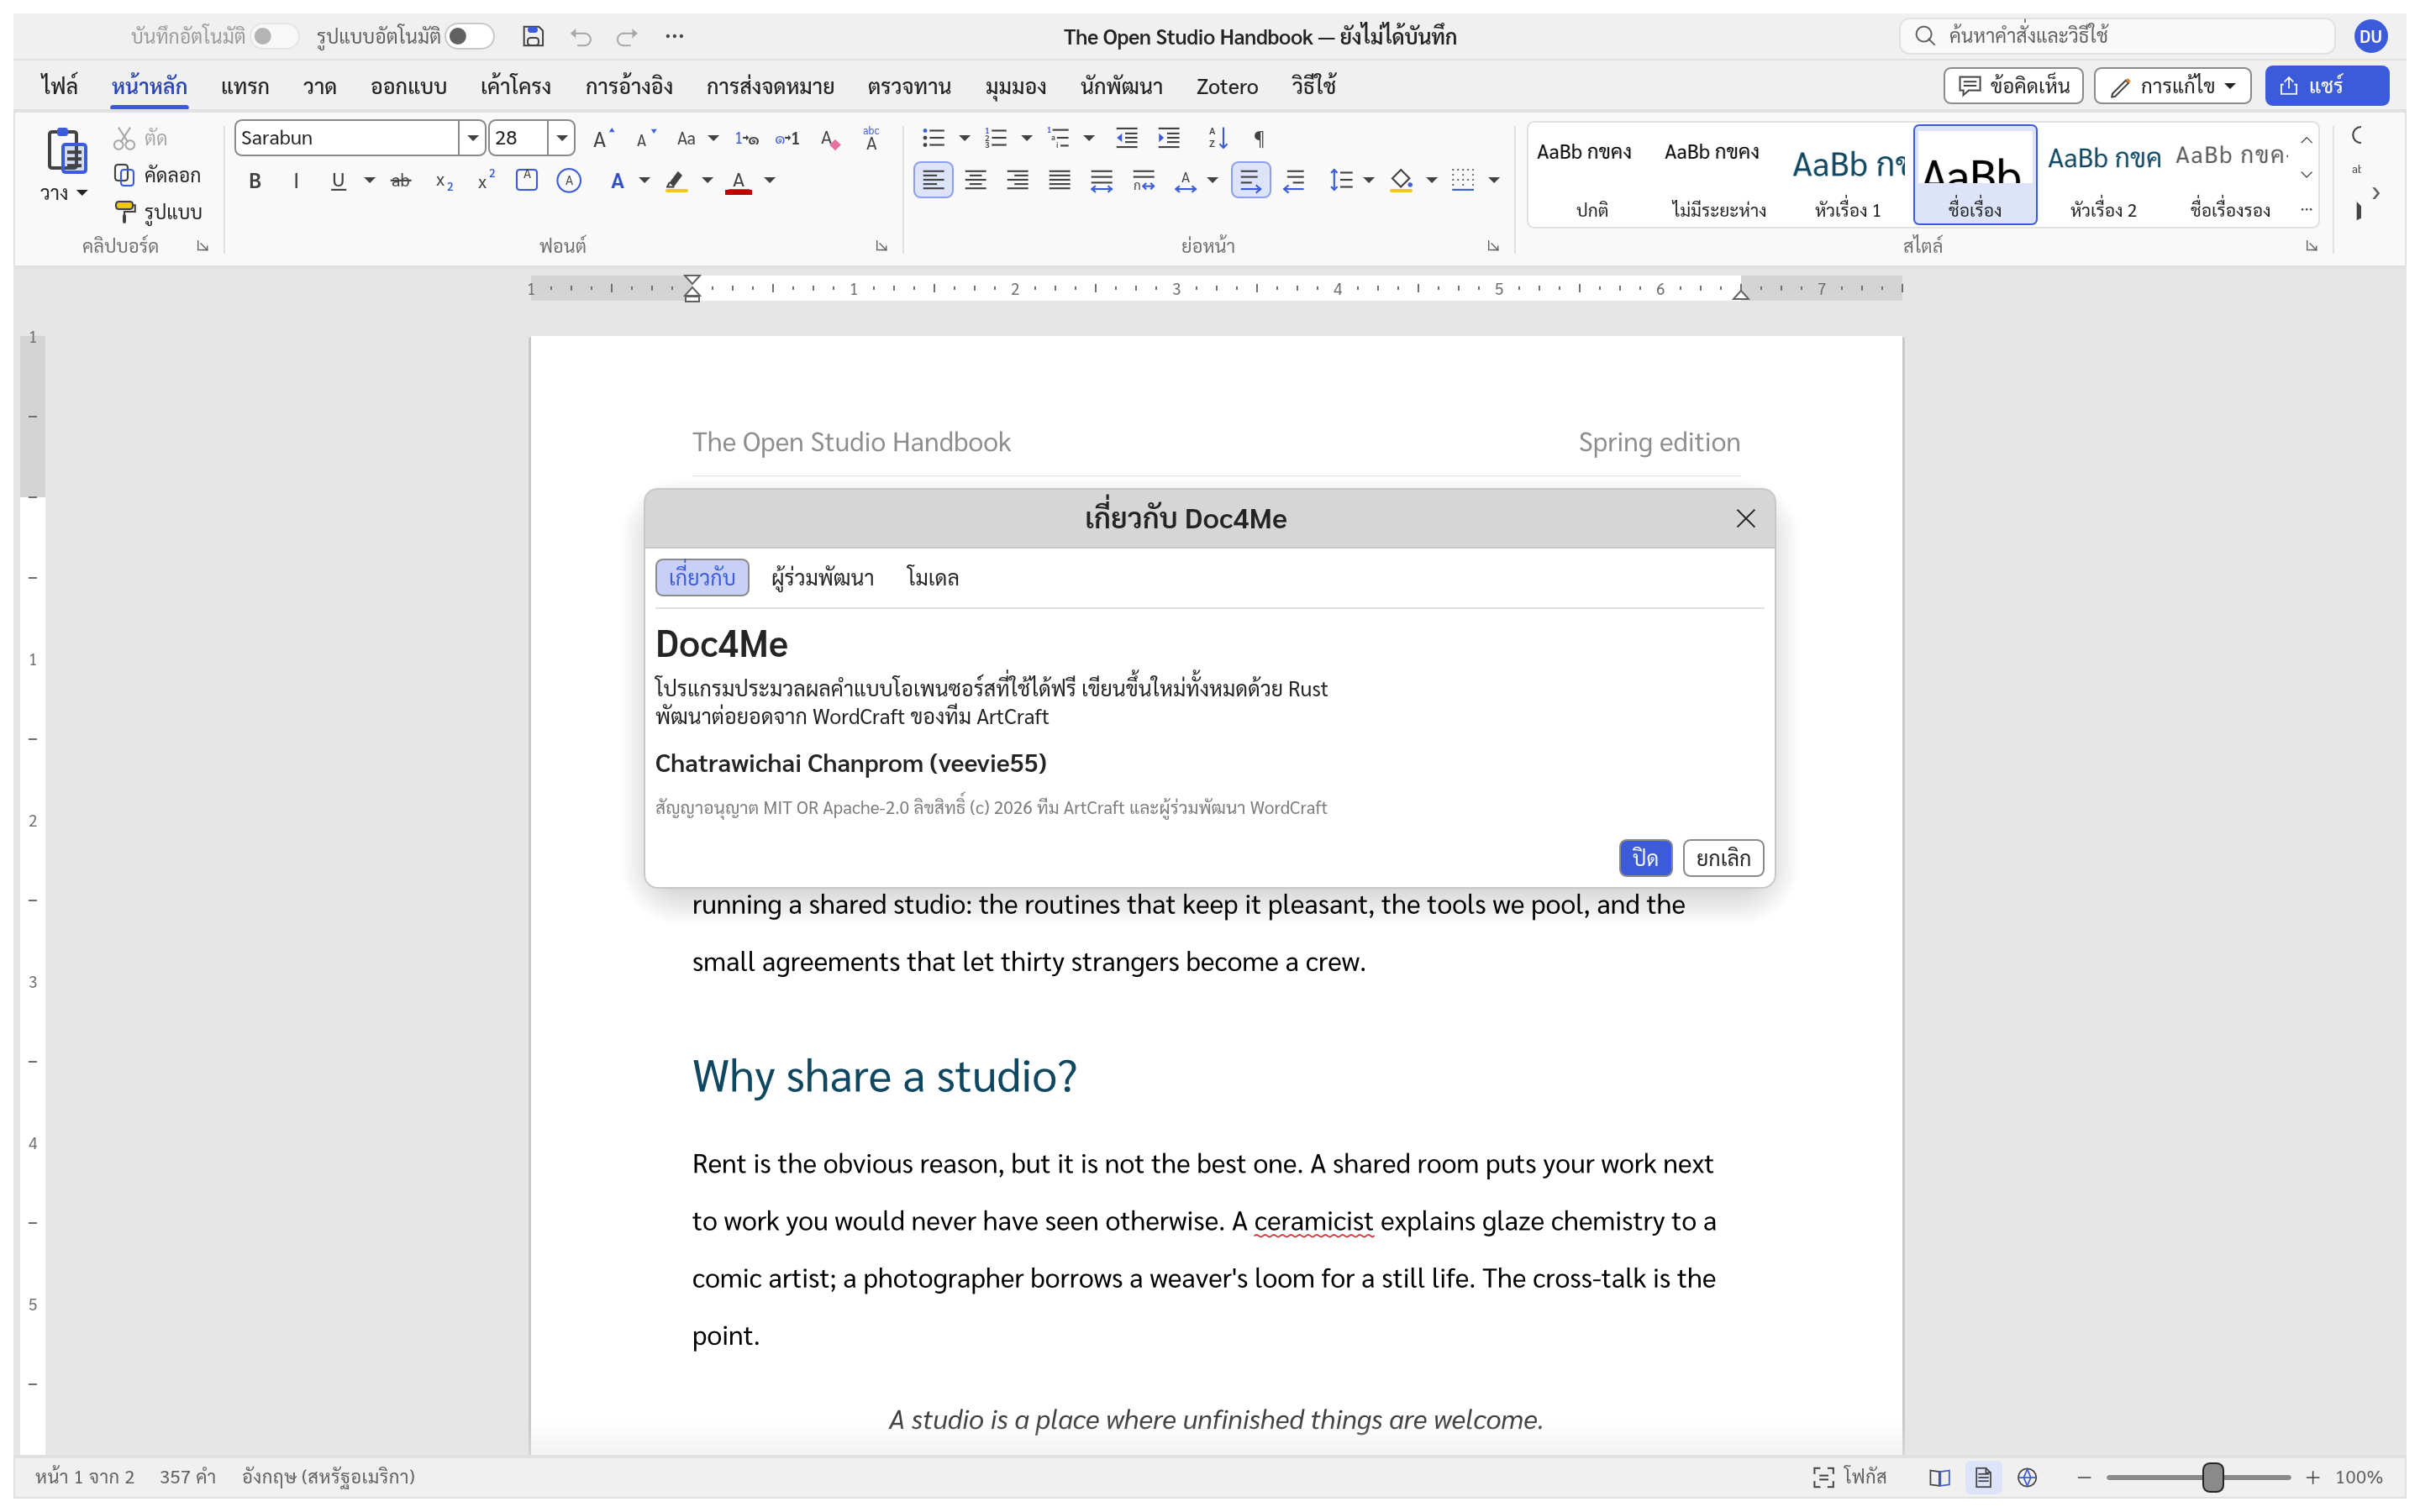 บันทึกอัตโนมัติ รูปแบบอัตโนมัติ The Open Studio Handbook — ยังไม่ได้บันทึก ค้นหาคำสั่งและวิธีใช้ DU
ไฟล์ หน้าหลัก แทรก วาด ออกแบบ เค้าโครง การอ้างอิง การส่งจดหมาย ตรวจทาน มุมมอง นักพัฒนา Zotero วิธีใช้ ข้อคิดเห็น การแก้ไข แชร์
วาง ตัด คัดลอก รูปแบบ
คลิปบอร์ด
Sarabun 28
ฟอนต์
ย่อหน้า
AaBb กขคง AaBb กขคง AaBb กข AaBb AaBb กขค AaBb กขค
ปกติ ไม่มีระยะห่าง หัวเรื่อง 1 ชื่อเรื่อง หัวเรื่อง 2 ชื่อเรื่องรอง
สไตล์
1 1 2 3 4 5 6 7
1
1
2
3
4
5
The Open Studio Handbook Spring edition
เกี่ยวกับ Doc4Me
เกี่ยวกับ ผู้ร่วมพัฒนา โมเดล
Doc4Me
โปรแกรมประมวลผลคำแบบโอเพนซอร์สที่ใช้ได้ฟรี เขียนขึ้นใหม่ทั้งหมดด้วย Rust
พัฒนาต่อยอดจาก WordCraft ของทีม ArtCraft
Chatrawichai Chanprom (veevie55)
สัญญาอนุญาต MIT OR Apache-2.0 ลิขสิทธิ์ (c) 2026 ทีม ArtCraft และผู้ร่วมพัฒนา WordCraft
ปิด ยกเลิก
running a shared studio: the routines that keep it pleasant, the tools we pool, and the
small agreements that let thirty strangers become a crew.
Why share a studio?
Rent is the obvious reason, but it is not the best one. A shared room puts your work next
to work you would never have seen otherwise. A ceramicist explains glaze chemistry to a
comic artist; a photographer borrows a weaver's loom for a still life. The cross-talk is the
point.
A studio is a place where unfinished things are welcome.
หน้า 1 จาก 2 357 คำ อังกฤษ (สหรัฐอเมริกา) โฟกัส 100%